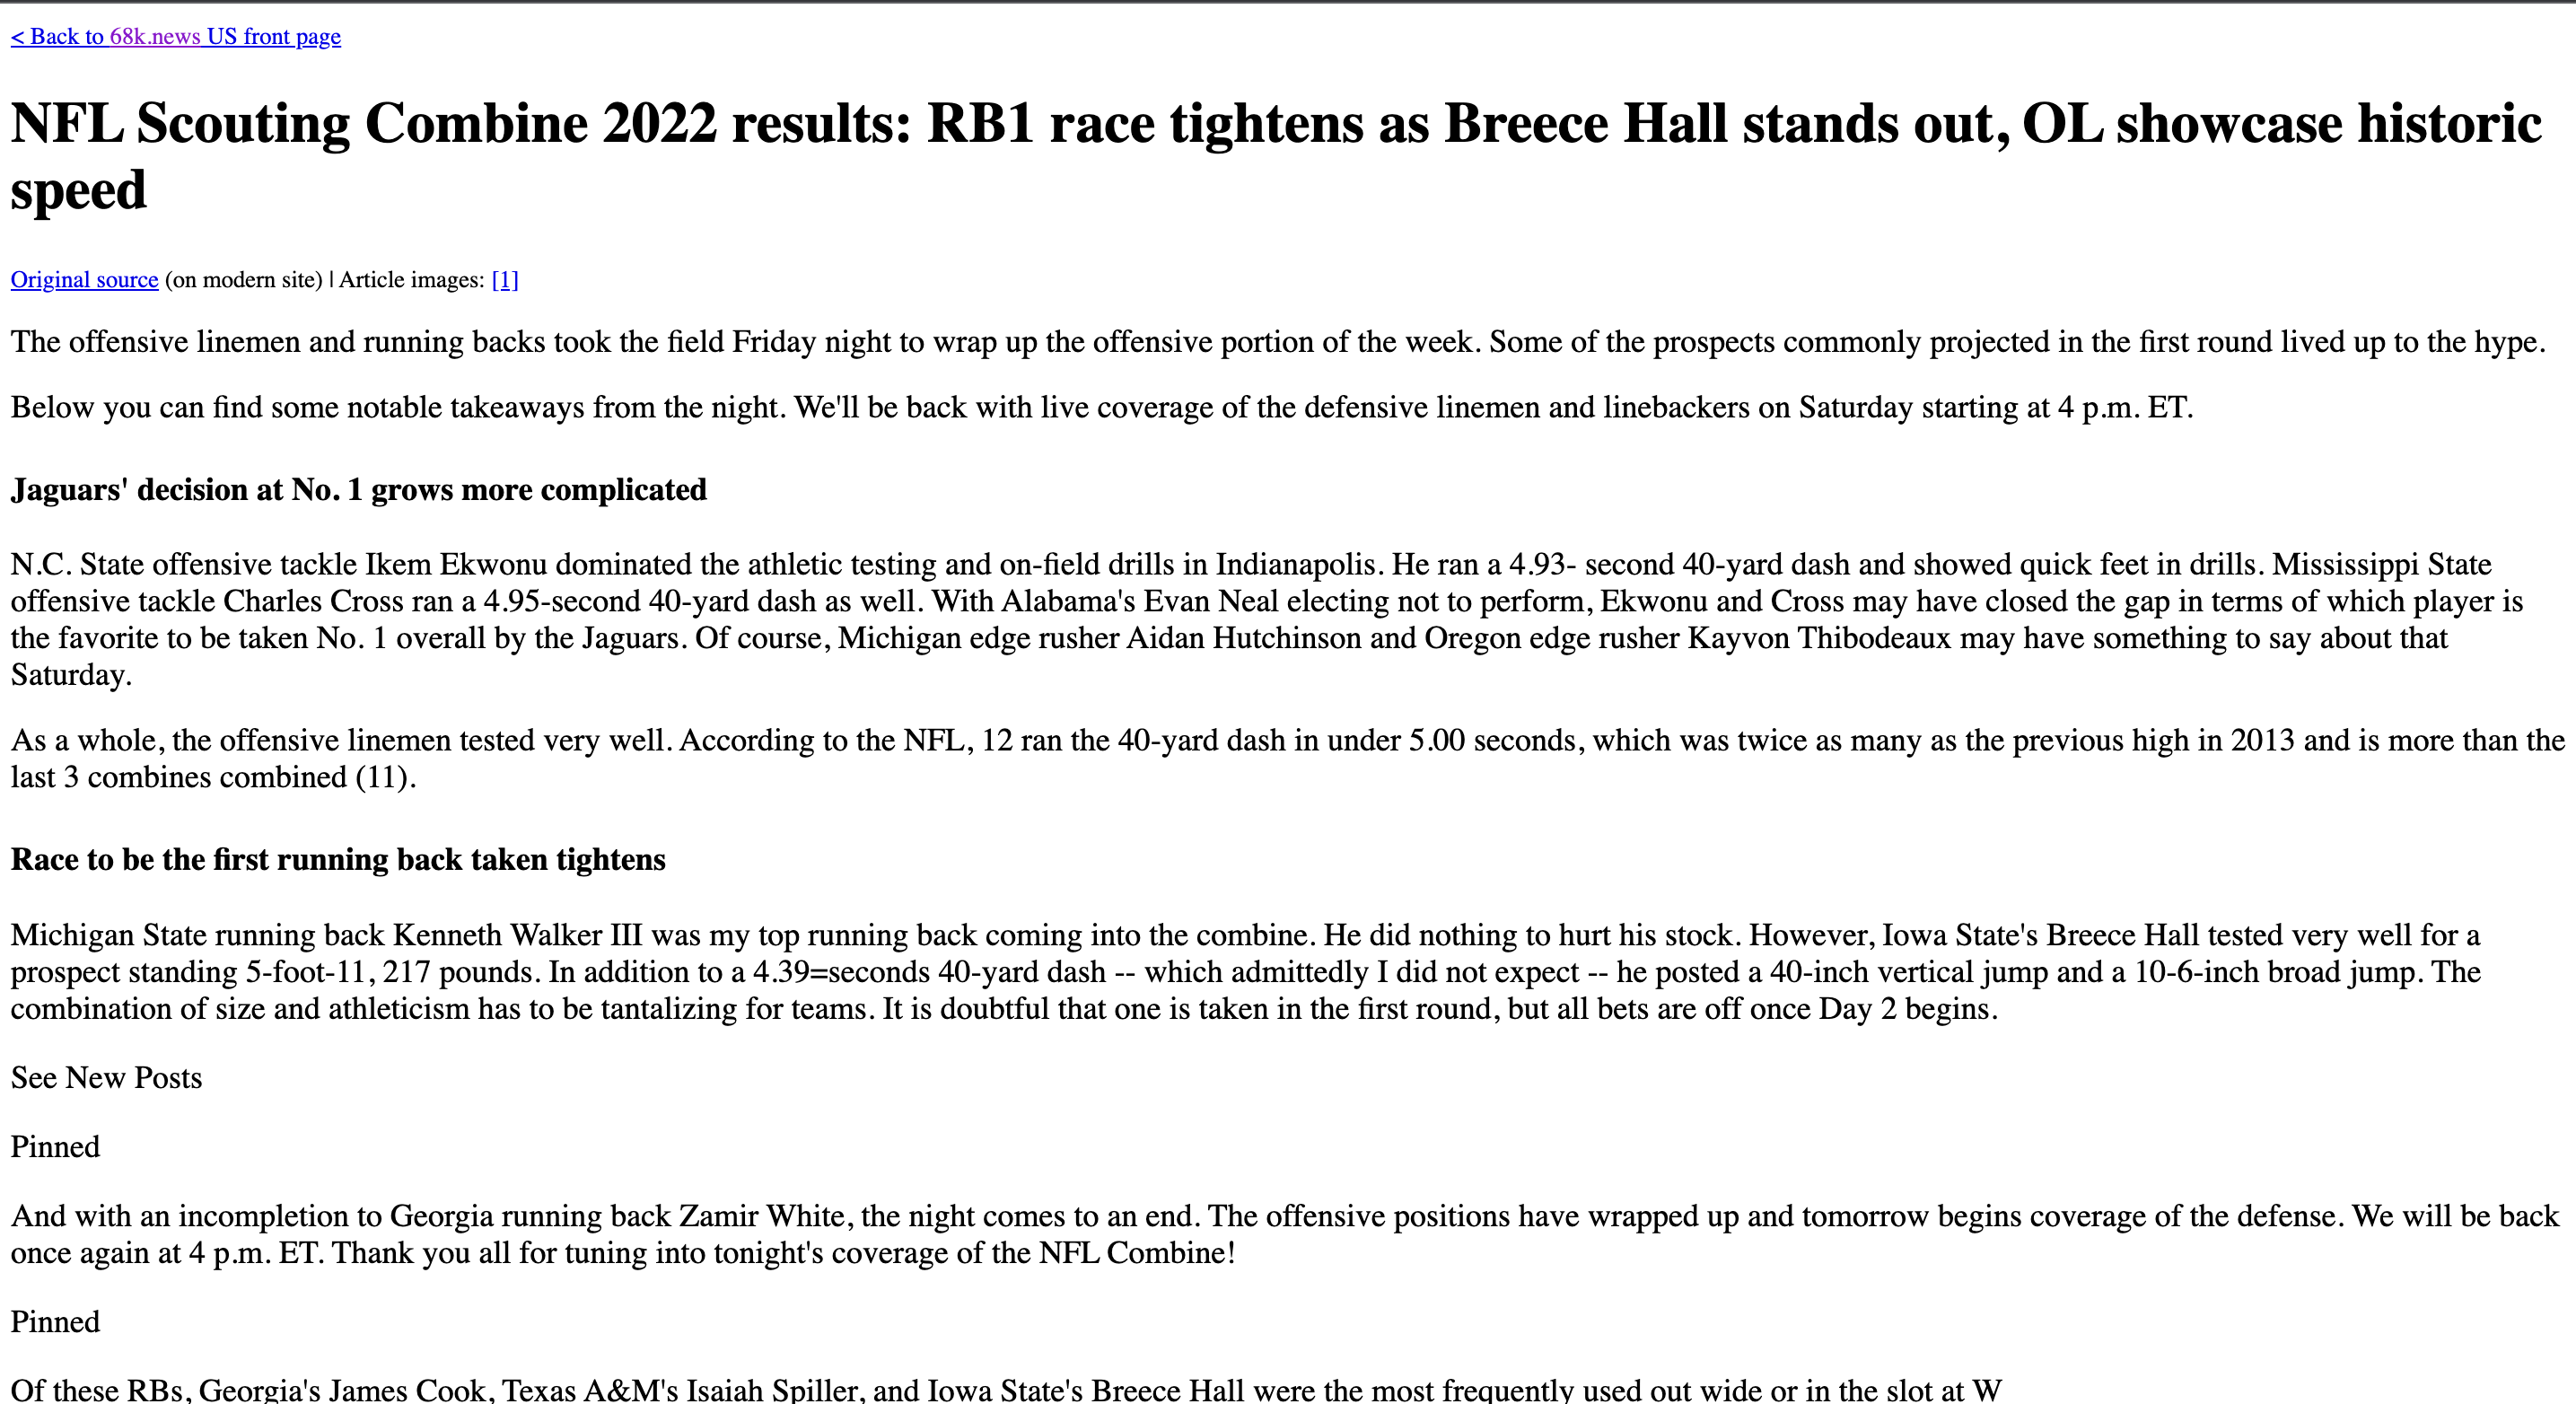 < Back to 68k.news US front page
NFL Scouting Combine 2022 results: RB1 race tightens as Breece Hall stands out, OL showcase historic
speed
Original source (on modern site) | Article images: [1]
The offensive linemen and running backs took the field Friday night to wrap up the offensive portion of the week. Some of the prospects commonly projected in the first round lived up to the hype.
Below you can find some notable takeaways from the night. We'll be back with live coverage of the defensive linemen and linebackers on Saturday starting at 4 p.m. ET.
Jaguars' decision at No. 1 grows more complicated
N.C. State offensive tackle Ikem Ekwonu dominated the athletic testing and on-field drills in Indianapolis. He ran a 4.93- second 40-yard dash and showed quick feet in drills. Mississippi State
offensive tackle Charles Cross ran a 4.95-second 40-yard dash as well. With Alabama's Evan Neal electing not to perform, Ekwonu and Cross may have closed the gap in terms of which player is
the favorite to be taken No. 1 overall by the Jaguars. Of course, Michigan edge rusher Aidan Hutchinson and Oregon edge rusher Kayvon Thibodeaux may have something to say about that
Saturday.
As a whole, the offensive linemen tested very well. According to the NFL, 12 ran the 40-yard dash in under 5.00 seconds, which was twice as many as the previous high in 2013 and is more than the
last 3 combines combined (11).
Race to be the first running back taken tightens
Michigan State running back Kenneth Walker III was my top running back coming into the combine. He did nothing to hurt his stock. However, Iowa State's Breece Hall tested very well for a
prospect standing 5-foot-11, 217 pounds. In addition to a 4.39=seconds 40-yard dash -- which admittedly I did not expect -- he posted a 40-inch vertical jump and a 10-6-inch broad jump. The
combination of size and athleticism has to be tantalizing for teams. It is doubtful that one is taken in the first round, but all bets are off once Day 2 begins.
See New Posts
Pinned
And with an incompletion to Georgia running back Zamir White, the night comes to an end. The offensive positions have wrapped up and tomorrow begins coverage of the defense. We will be back
once again at 4 p.m. ET. Thank you all for tuning into tonight's coverage of the NFL Combine!
Pinned
Of these RBs, Georgia's James Cook, Texas A&M's Isaiah Spiller, and Iowa State's Breece Hall were the most frequently used out wide or in the slot at W